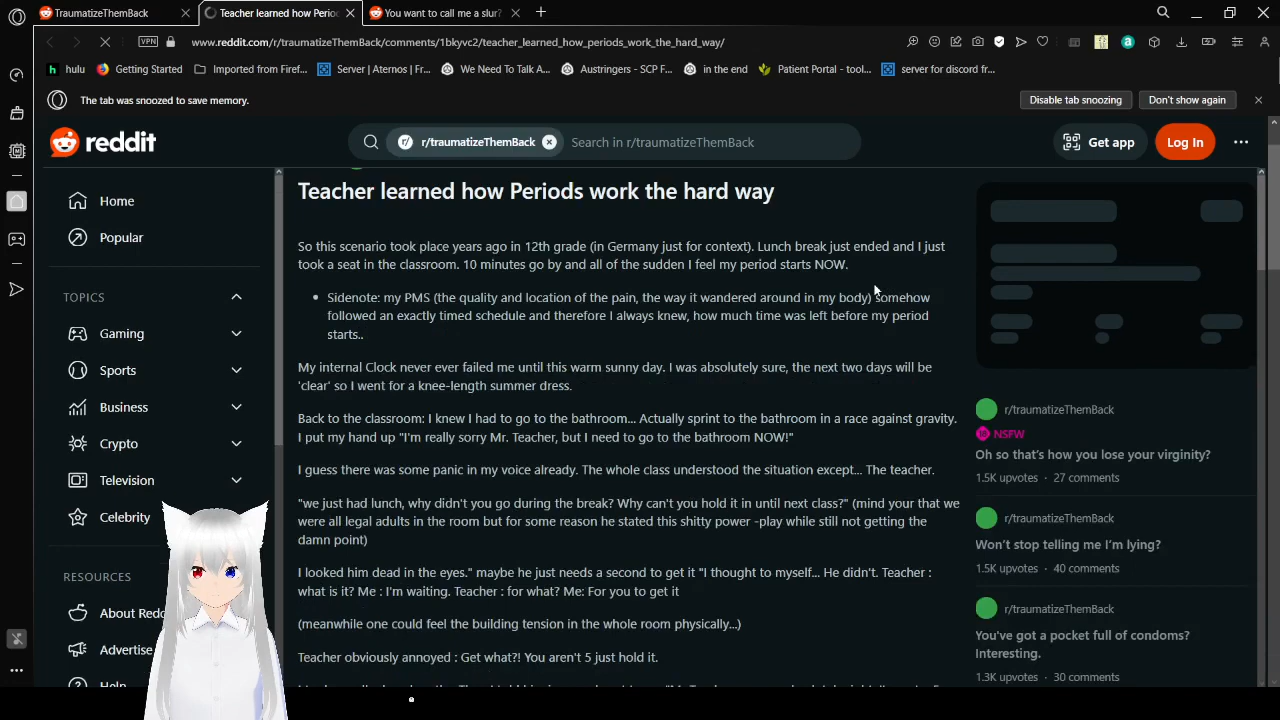 TraumatizeThemBack
Teacher learned how Perio
You want to call me a slur?
VPN
www.reddit.com/r/traumatizeThemBack/comments/1bkyvc2/teacher_learned_how_periods_work_the_hard_way/
hulu
Getting Started
Imported from Firef...
Server | Aternos | Fr...
We Need To Talk A...
Austringers - SCP F...
in the end
Patient Portal - tool...
server for discord fr...
The tab was snoozed to save memory.
Disable tab snoozing
Don't show again
reddit
r/traumatizeThemBack
Search in r/traumatizeThemBack
Get app
Log In
Home
Popular
TOPICS
Gaming
Sports
Business
Crypto
Television
Celebrity
RESOURCES
About Redd
Advertise
Help
Teacher learned how Periods work the hard way
So this scenario took place years ago in 12th grade (in Germany just for context). Lunch break just ended and I just
took a seat in the classroom. 10 minutes go by and all of the sudden I feel my period starts NOW.
Sidenote: my PMS (the quality and location of the pain, the way it wandered around in my body) somehow
followed an exactly timed schedule and therefore I always knew, how much time was left before my period
starts..
My internal Clock never ever failed me until this warm sunny day. I was absolutely sure, the next two days will be
'clear' so I went for a knee-length summer dress.
Back to the classroom: I knew I had to go to the bathroom... Actually sprint to the bathroom in a race against gravity.
I put my hand up "I'm really sorry Mr. Teacher, but I need to go to the bathroom NOW!"
I guess there was some panic in my voice already. The whole class understood the situation except... The teacher.
"we just had lunch, why didn't you go during the break? Why can't you hold it in until next class?" (mind your that we
were all legal adults in the room but for some reason he stated this shitty power -play while still not getting the
damn point)
I looked him dead in the eyes." maybe he just needs a second to get it "I thought to myself... He didn't. Teacher :
what is it? Me : I'm waiting. Teacher : for what? Me: For you to get it
(meanwhile one could feel the building tension in the whole room physically...)
Teacher obviously annoyed : Get what?! You aren't 5 just hold it.
r/traumatizeThemBack
18 NSFW
Oh so that's how you lose your virginity?
1.5K upvotes · 27 comments
r/traumatizeThemBack
Won't stop telling me I'm lying?
1.5K upvotes · 40 comments
r/traumatizeThemBack
You've got a pocket full of condoms?
Interesting.
1.3K upvotes · 30 comments